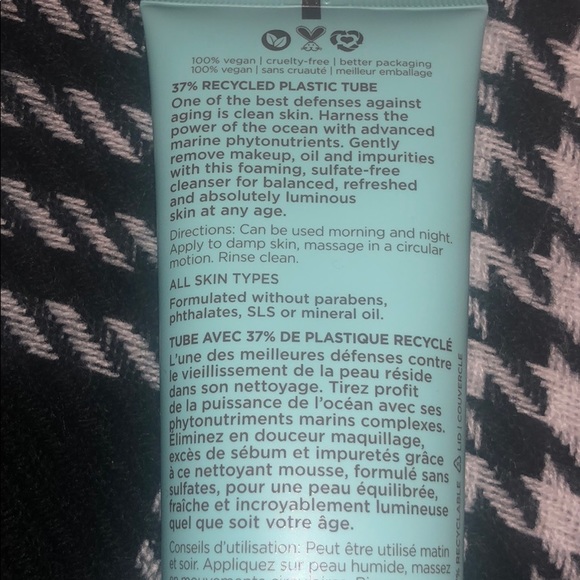 100% vegan | cruelty-free | better packaging
100% vegan | sans cruauté | meilleur emballage
37% RECYCLED PLASTIC TUBE
One of the best defenses against
aging is clean skin. Harness the
power of the ocean with advanced
marine phytonutrients. Gently
remove makeup, oil and impurities
with this foaming, sulfate-free
cleanser for balanced, refreshed
and absolutely luminous
skin at any age.
Directions: Can be used morning and night.
Apply to damp skin, massage in a circular
motion. Rinse clean.
ALL SKIN TYPES
Formulated without parabens,
phthalates, SLS or mineral oil.
TUBE AVEC 37% DE PLASTIQUE RECYCLÉ
L'une des meilleures défenses contre
le vieillissement de la peau réside
dans son nettoyage. Tirez profit
de la puissance de l'océan avec ses
phytonutriments marins complexes.
Éliminez en douceur maquillage,
excès de sébum et impuretés grâce
à ce nettoyant mousse, formulé sans
sulfates, pour une peau équilibrée,
fraîche et incroyablement lumineuse
quel que soit votre âge.
Conseils d'utilisation: Peut être utilisé matin
et soir. Appliquez sur peau humide, massez
RECYCLABLE LID | COUVERCLE